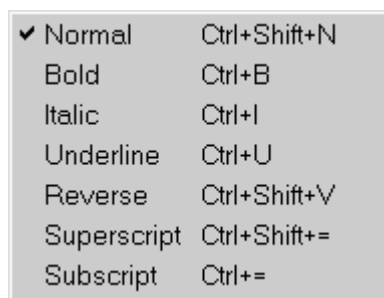 ✔ Normal Ctrl+Shift+N
Bold Ctrl+B
Italic Ctrl+I
Underline Ctrl+U
Reverse Ctrl+Shift+V
Superscript Ctrl+Shift+=
Subscript Ctrl+=